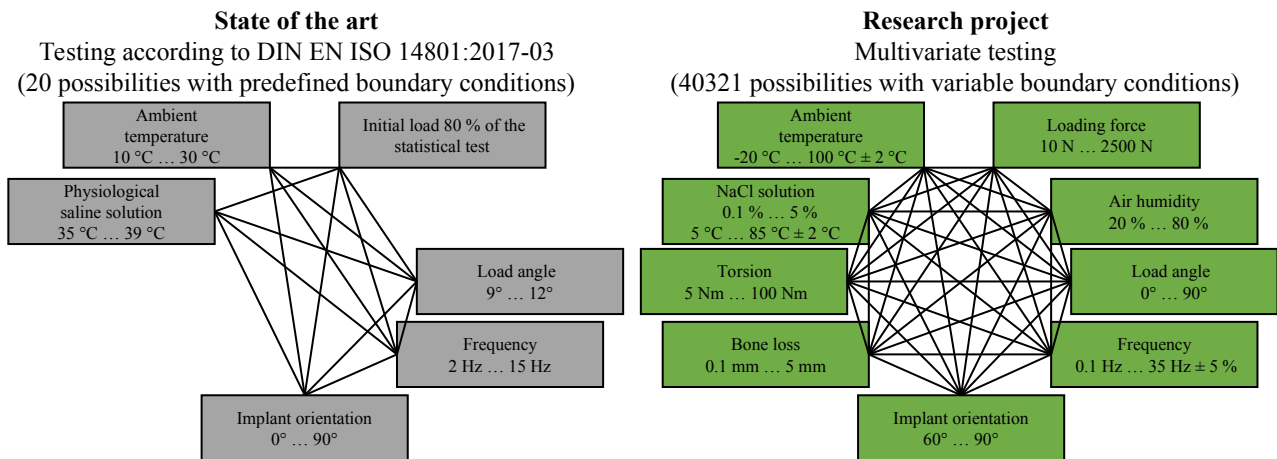 State of the art
Testing according to DIN EN ISO 14801:2017-03
(20 possibilities with predefined boundary conditions)
Ambient
temperature
10 °C … 30 °C
Initial load 80 % of the
statistical test
Physiological
saline solution
35 °C … 39 °C
Load angle
9° … 12°
Frequency
2 Hz … 15 Hz
Implant orientation
0° … 90°
Research project
Multivariate testing
(40321 possibilities with variable boundary conditions)
Ambient
temperature
-20 °C … 100 °C ± 2 °C
Loading force
10 N … 2500 N
NaCl solution
0.1 % … 5 %
5 °C … 85 °C ± 2 °C
Air humidity
20 % … 80 %
Torsion
5 Nm … 100 Nm
Load angle
0° … 90°
Bone loss
0.1 mm … 5 mm
Frequency
0.1 Hz … 35 Hz ± 5 %
Implant orientation
60° … 90°